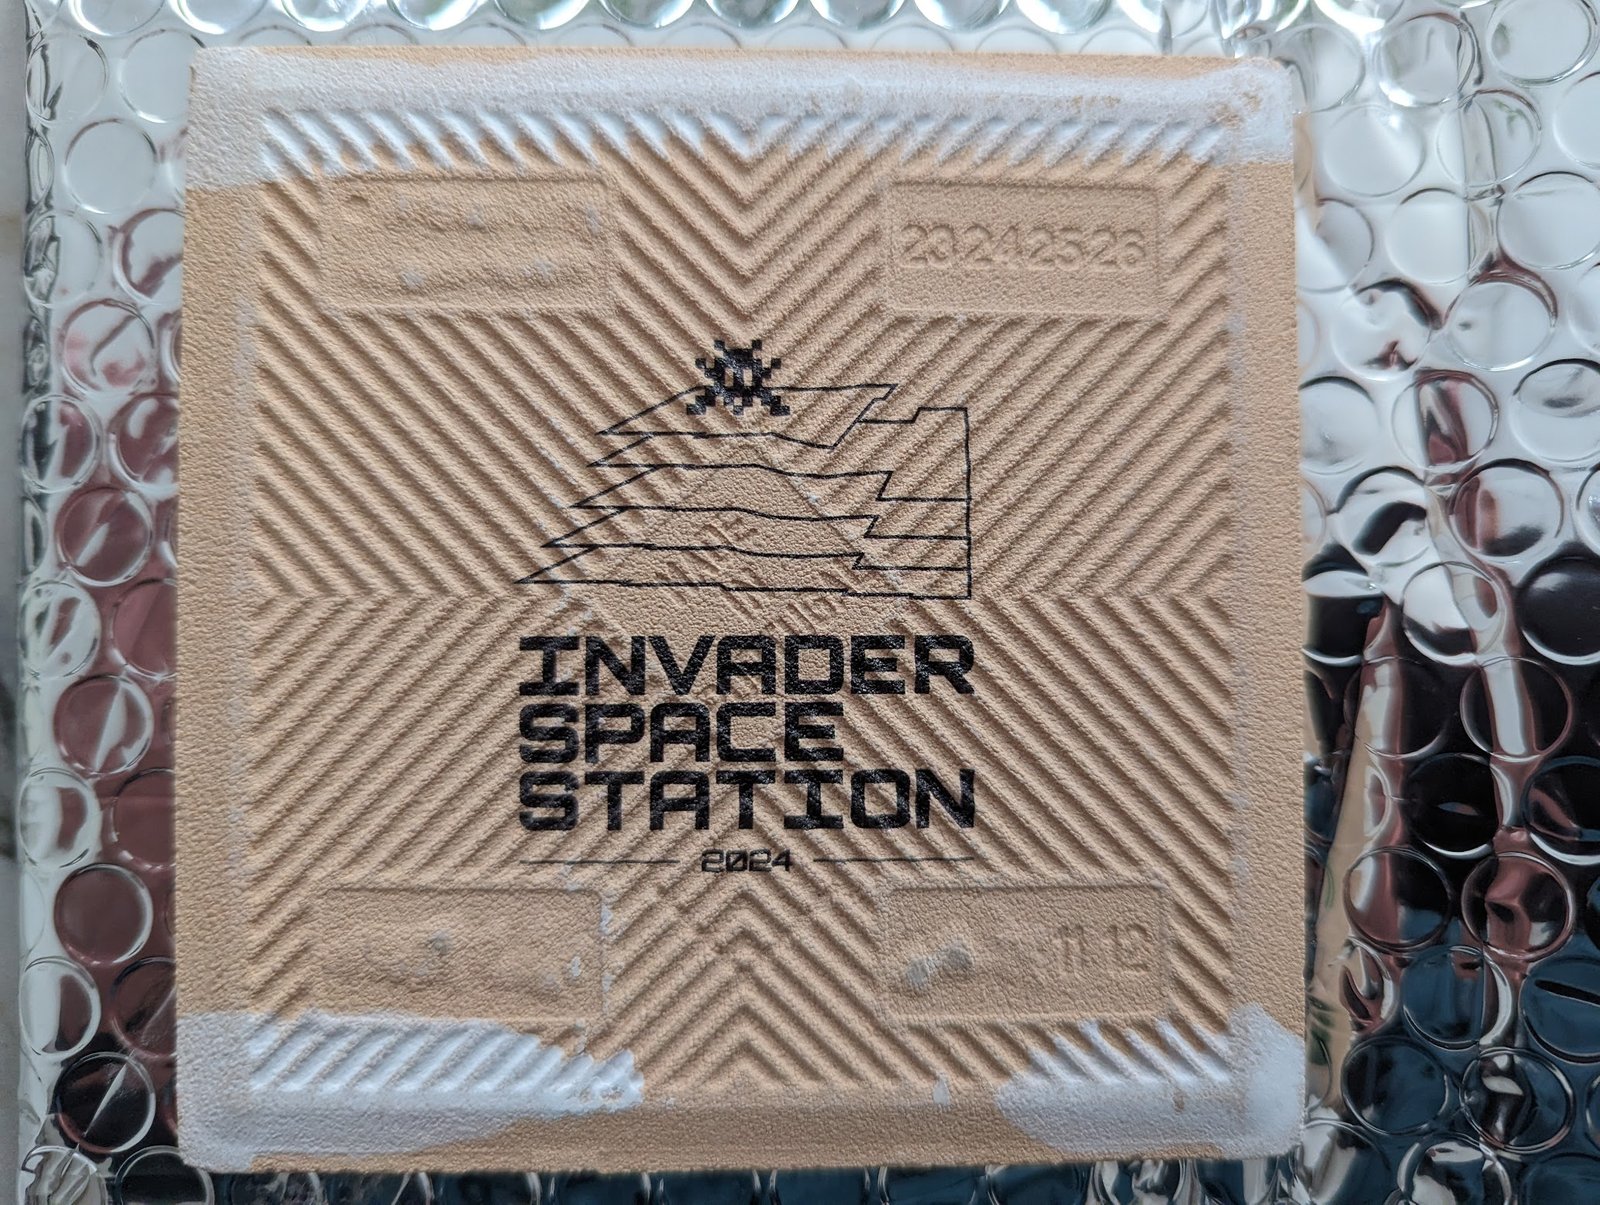 23 24 25 26
INVADER
SPACE
STATION
2024
11 12